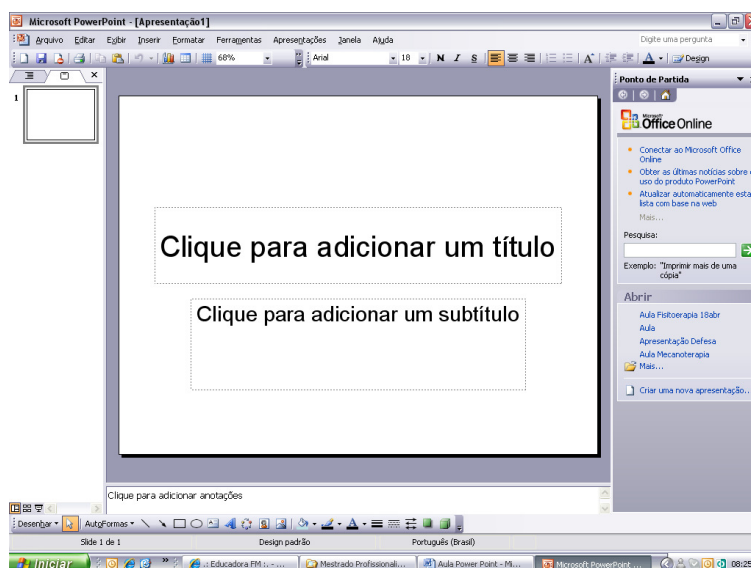 Microsoft PowerPoint - [Apresentação1]
Arquivo Editar Exibir Inserir Formatar Ferramentas Apresentações Janela Ajuda Digite uma pergunta
68% Arial 18 N I S A A Design
1
Ponto de Partida
Microsoft
Office Online
Conectar ao Microsoft Office
Online
Obter as últimas notícias sobre
uso do produto PowerPoint
Atualizar automaticamente esta
lista com base na web
Mais...
Pesquisa:
Exemplo: "Imprimir mais de uma
cópia"
Abrir
Aula Fisitoerapia 18abr
Aula
Apresentação Defesa
Aula Mecanoterapia
Mais...
Criar uma nova apresentação...
Clique para adicionar um título
Clique para adicionar um subtítulo
Clique para adicionar anotações
Desenhar AutoFormas
Slide 1 de 1 Design padrão Português (Brasil)
Iniciar .: Educadora FM :. - ... Mestrado Profissionali... Aula Power Point - M... Microsoft PowerPoint ... 08:25